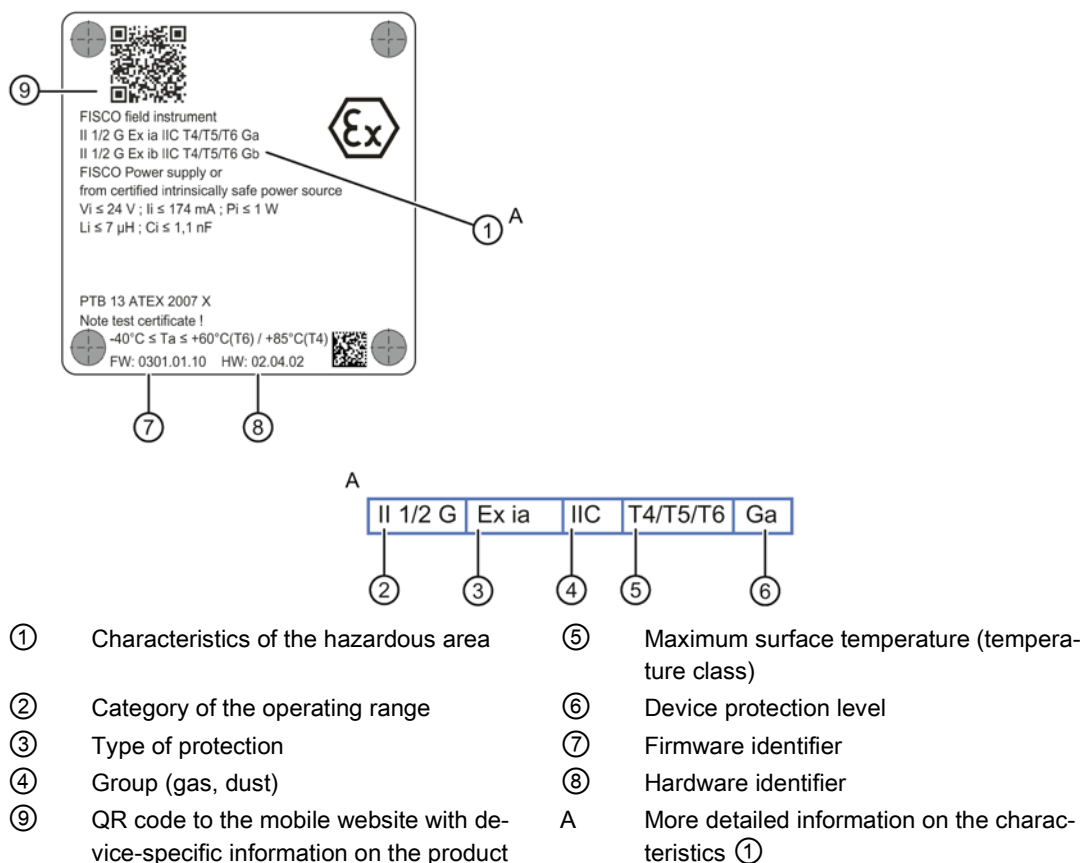 ⑨
FISCO field instrument
II 1/2 G Ex ia IIC T4/T5/T6 Ga
II 1/2 G Ex ib IIC T4/T5/T6 Gb
FISCO Power supply or
from certified intrinsically safe power source
Vi ≤ 24 V ; Ii ≤ 174 mA ; Pi ≤ 1 W
Li ≤ 7 µH ; Ci ≤ 1,1 nF
Ex
① A
PTB 13 ATEX 2007 X
Note test certificate !
-40°C ≤ Ta ≤ +60°C(T6) / +85°C(T4)
FW: 0301.01.10 HW: 02.04.02
⑦ ⑧
A
II 1/2 G Ex ia IIC T4/T5/T6 Ga
② ③ ④ ⑤ ⑥
① Characteristics of the hazardous area
⑤ Maximum surface temperature (tempera-
ture class)
② Category of the operating range
⑥ Device protection level
③ Type of protection
⑦ Firmware identifier
④ Group (gas, dust)
⑧ Hardware identifier
⑨ QR code to the mobile website with de-
vice-specific information on the product
A More detailed information on the charac-
teristics ①